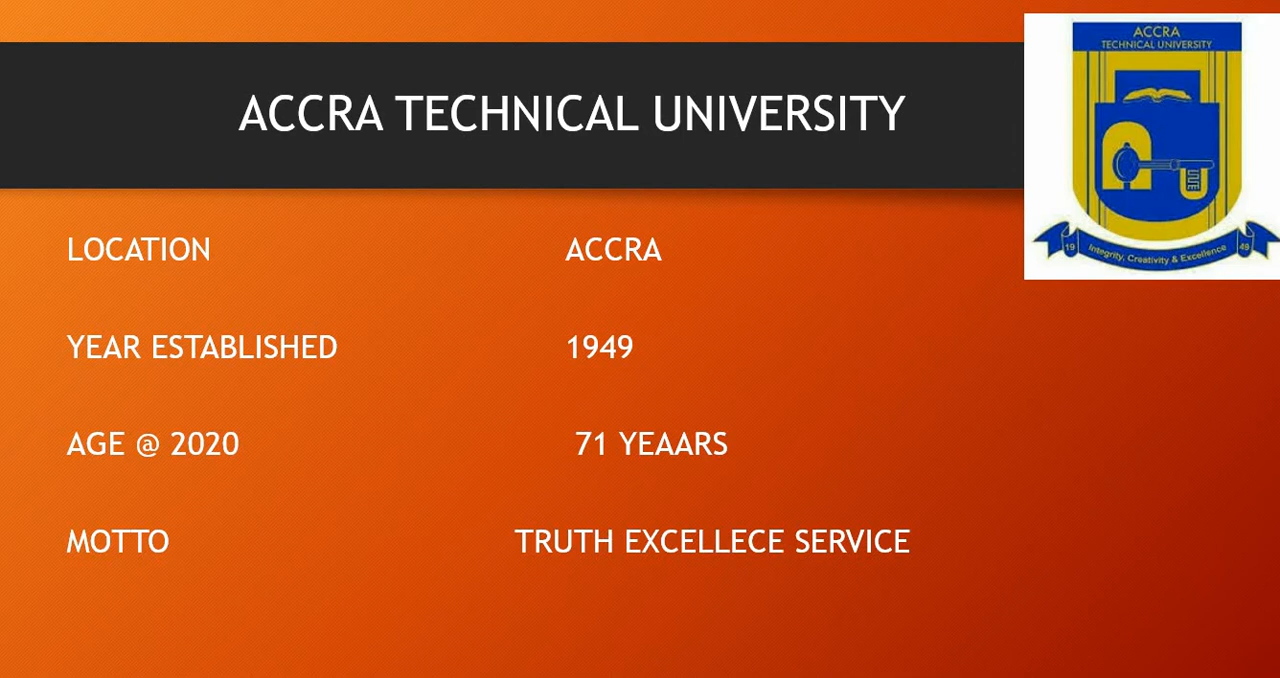 ACCRA
TECHNICAL UNIVERSITY
ACCRA TECHNICAL UNIVERSITY
19 Integrity, Creativity & Excellence 49
LOCATION ACCRA
YEAR ESTABLISHED 1949
AGE @ 2020 71 YEAARS
MOTTO TRUTH EXCELLECE SERVICE